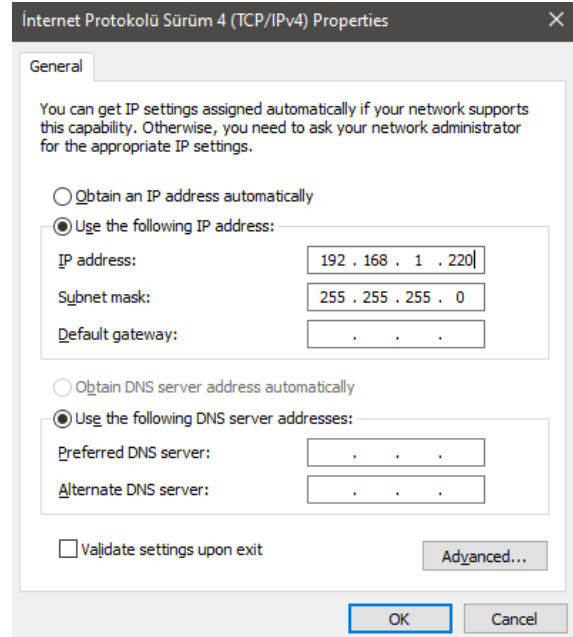 İnternet Protokolü Sürüm 4 (TCP/IPv4) Properties
General
You can get IP settings assigned automatically if your network supports
this capability. Otherwise, you need to ask your network administrator
for the appropriate IP settings.
Obtain an IP address automatically
Use the following IP address:
IP address: 192 . 168 . 1 . 220
Subnet mask: 255 . 255 . 255 . 0
Default gateway: . . .
Obtain DNS server address automatically
Use the following DNS server addresses:
Preferred DNS server: . . .
Alternate DNS server: . . .
Validate settings upon exit
Advanced...
OK Cancel